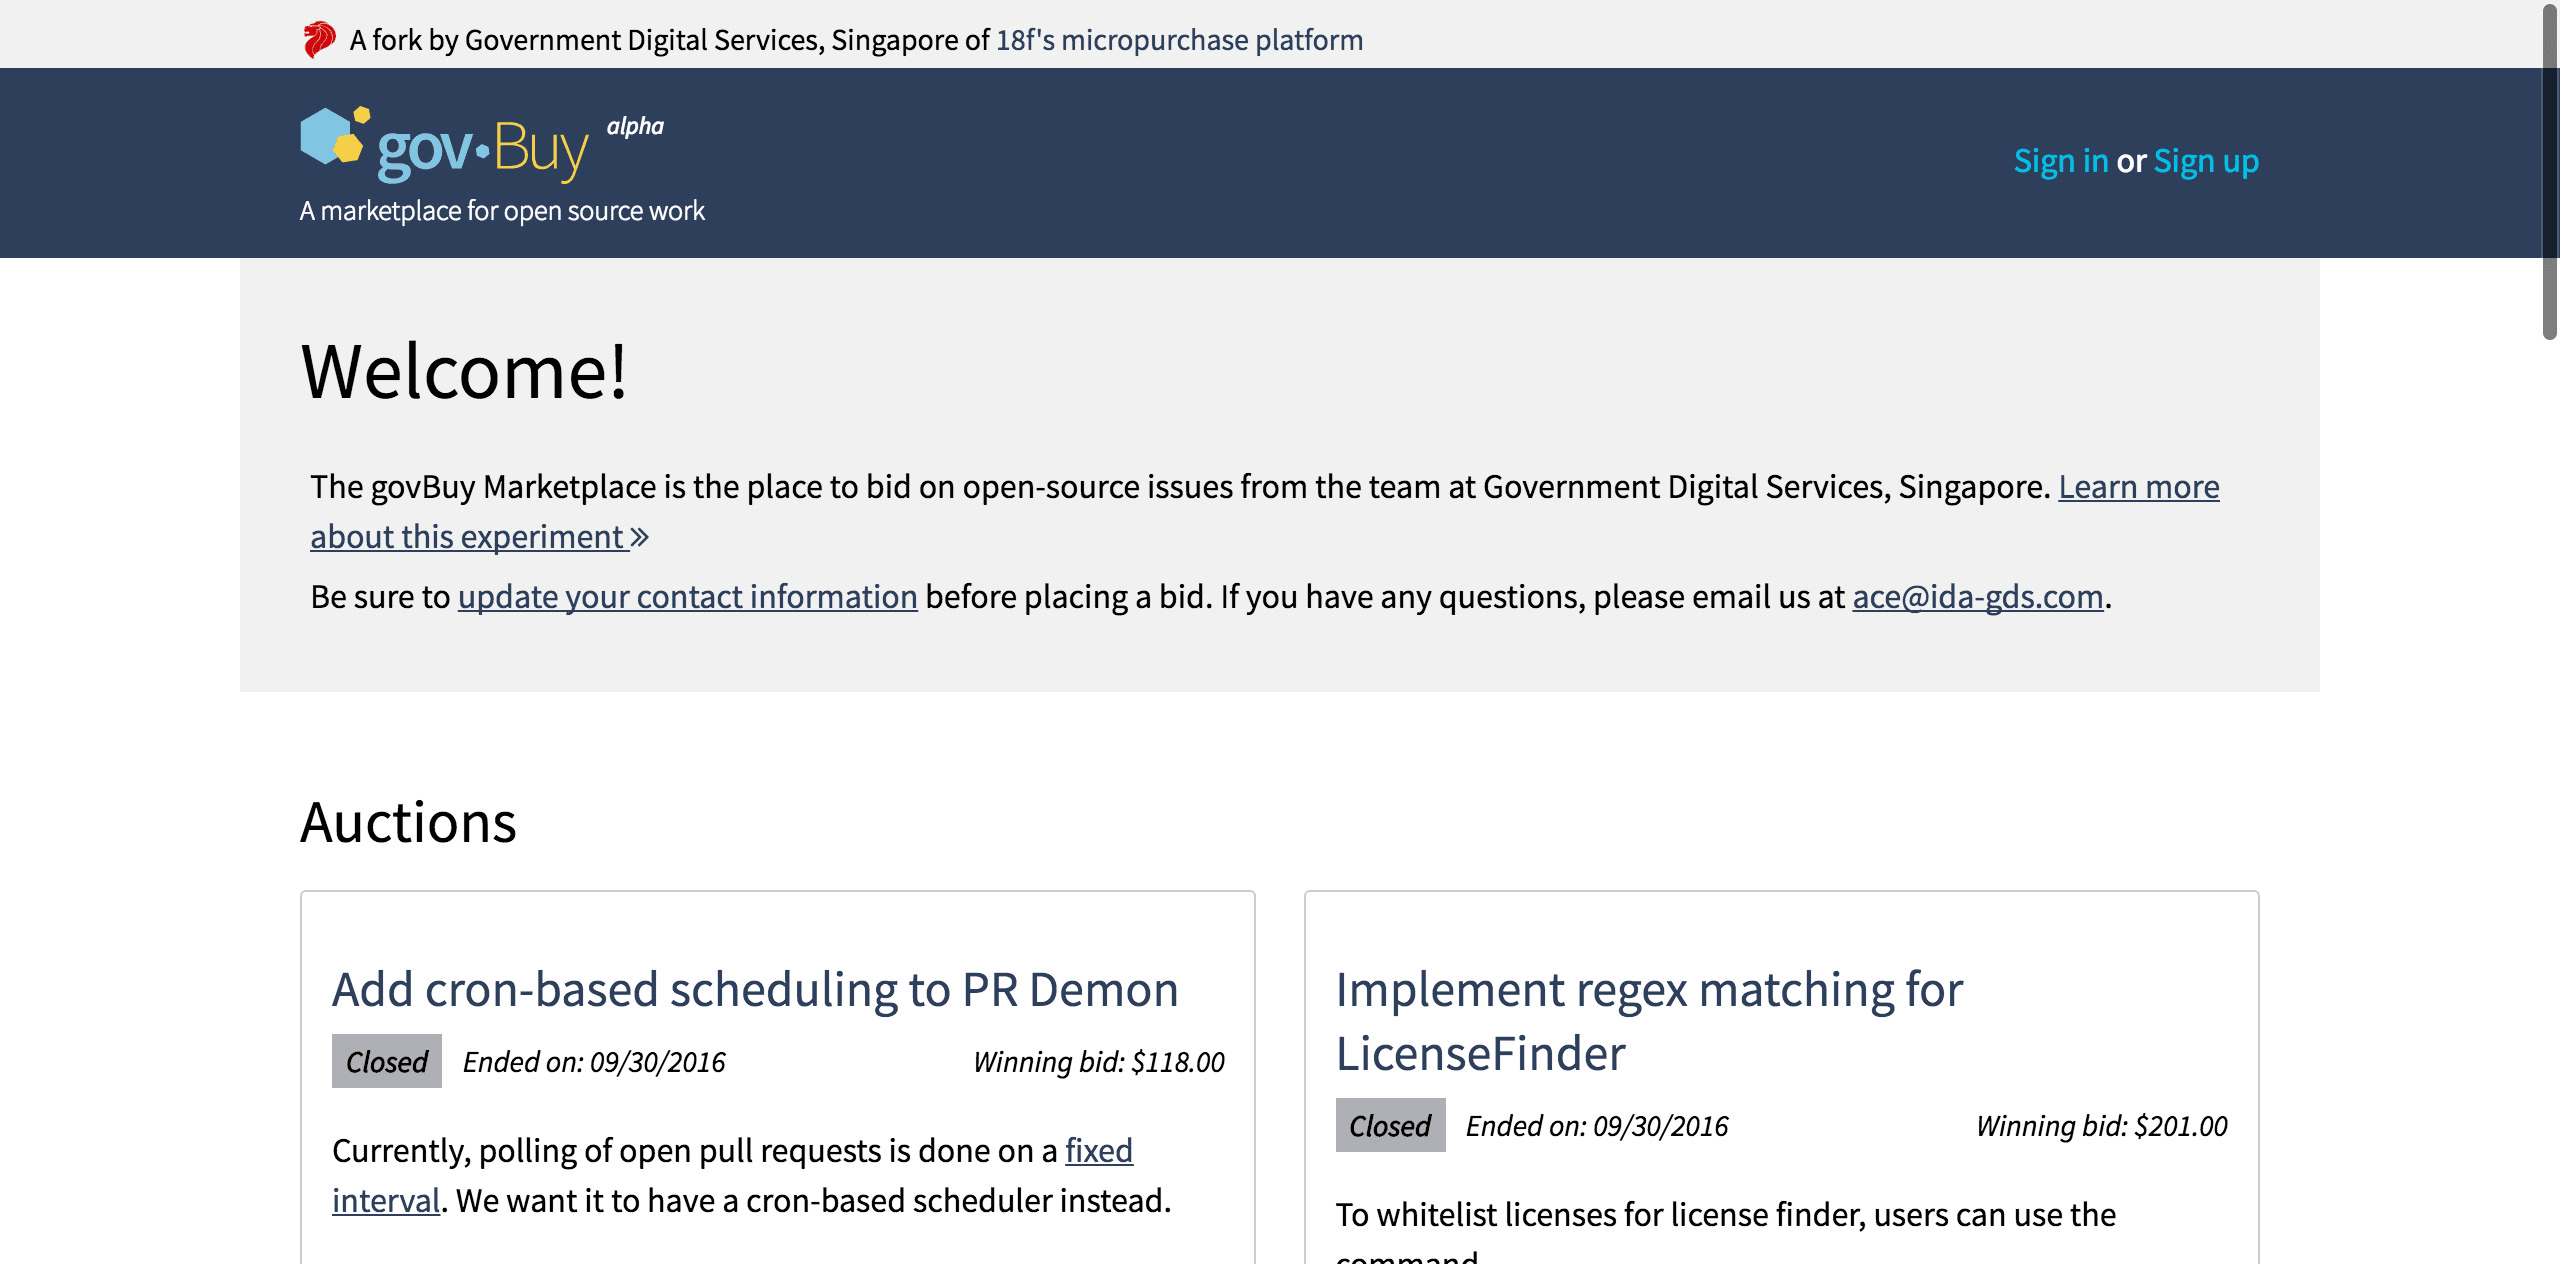 A fork by Government Digital Services, Singapore of 18f's micropurchase platform
gov·Buy alpha
Sign in or Sign up
A marketplace for open source work
Welcome!
The govBuy Marketplace is the place to bid on open-source issues from the team at Government Digital Services, Singapore. Learn more
about this experiment »
Be sure to update your contact information before placing a bid. If you have any questions, please email us at ace@ida-gds.com.
Auctions
Add cron-based scheduling to PR Demon
Closed Ended on: 09/30/2016 Winning bid: $118.00
Currently, polling of open pull requests is done on a fixed
interval. We want it to have a cron-based scheduler instead.
Implement regex matching for
LicenseFinder
Closed Ended on: 09/30/2016 Winning bid: $201.00
To whitelist licenses for license finder, users can use the
command